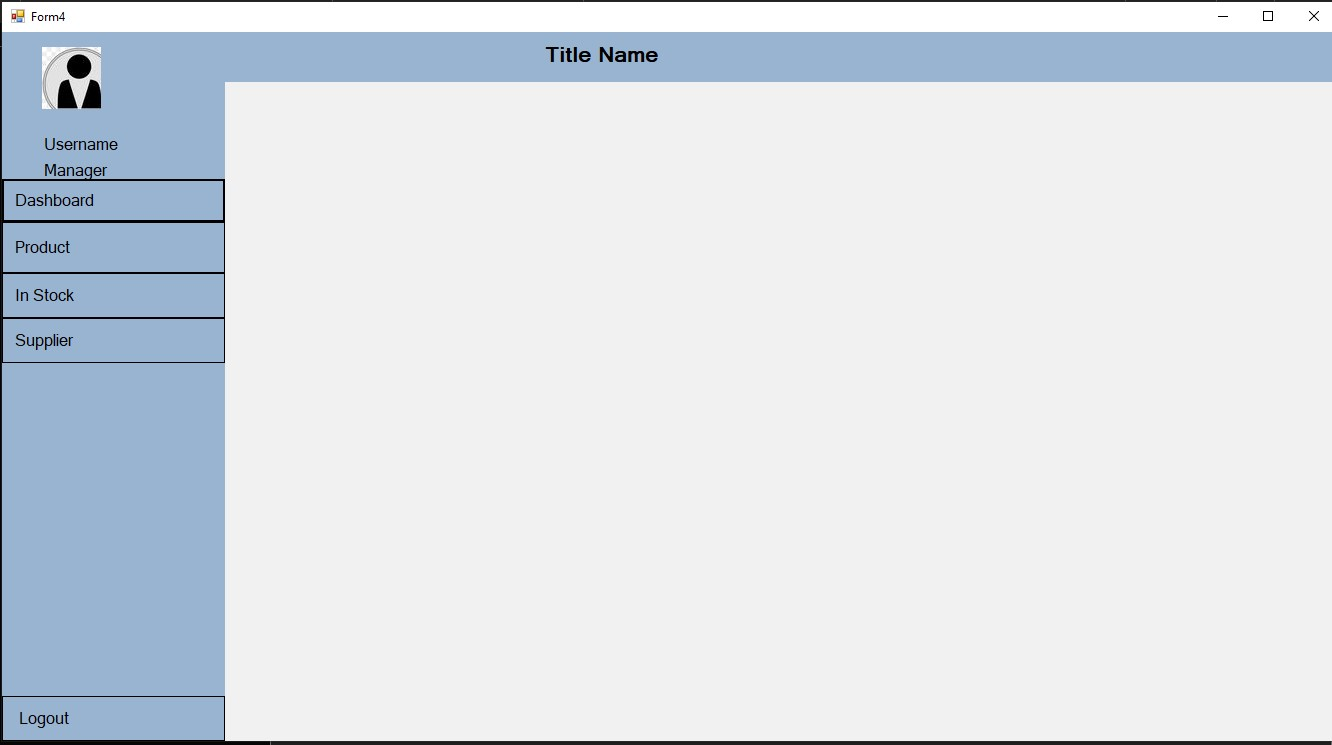 Form4
Title Name
Username
Manager
Dashboard
Product
In Stock
Supplier
Logout